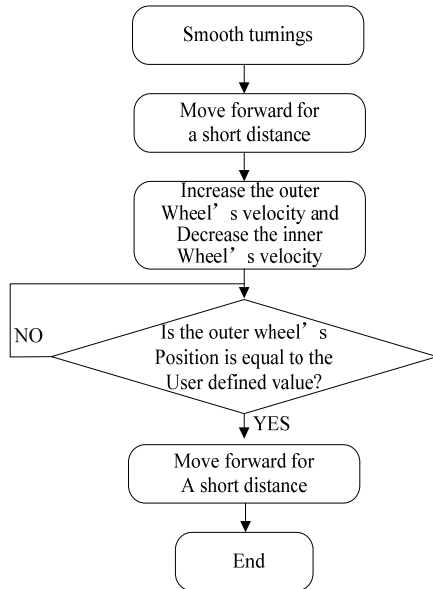 Smooth turnings
Move forward for
a short distance
Increase the outer
Wheel’s velocity and
Decrease the inner
Wheel’s velocity
Is the outer wheel’s
Position is equal to the
User defined value?
NO
YES
Move forward for
A short distance
End